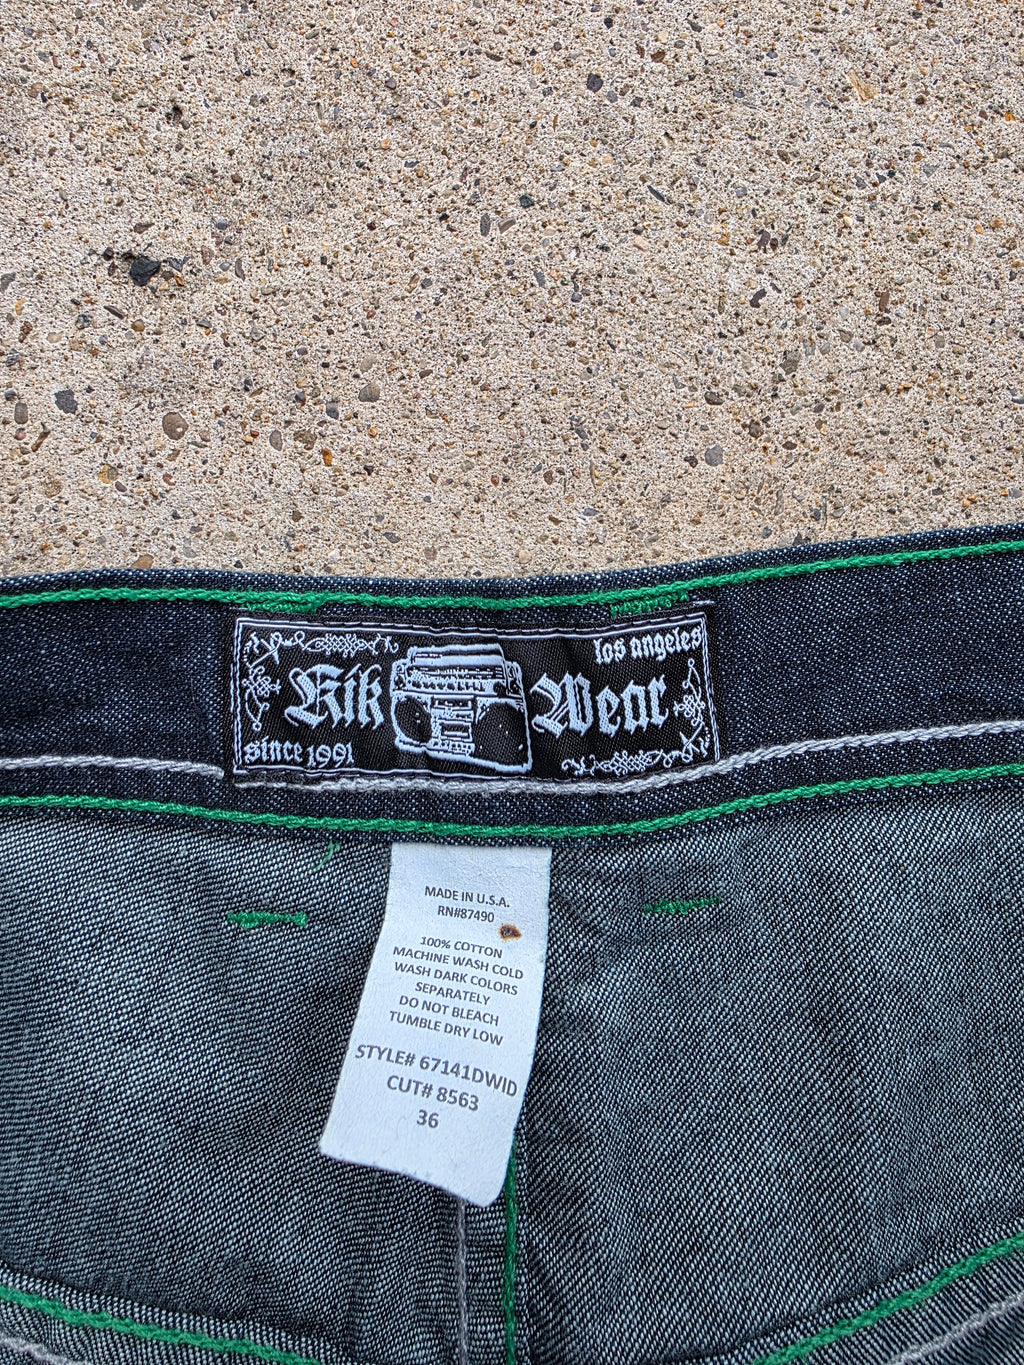 los angeles
Kik Wear
since 1991
MADE IN U.S.A.
RN#87490
100% COTTON
MACHINE WASH COLD
WASH DARK COLORS
SEPARATELY
DO NOT BLEACH
TUMBLE DRY LOW
STYLE# 67141DWID
CUT# 8563
36